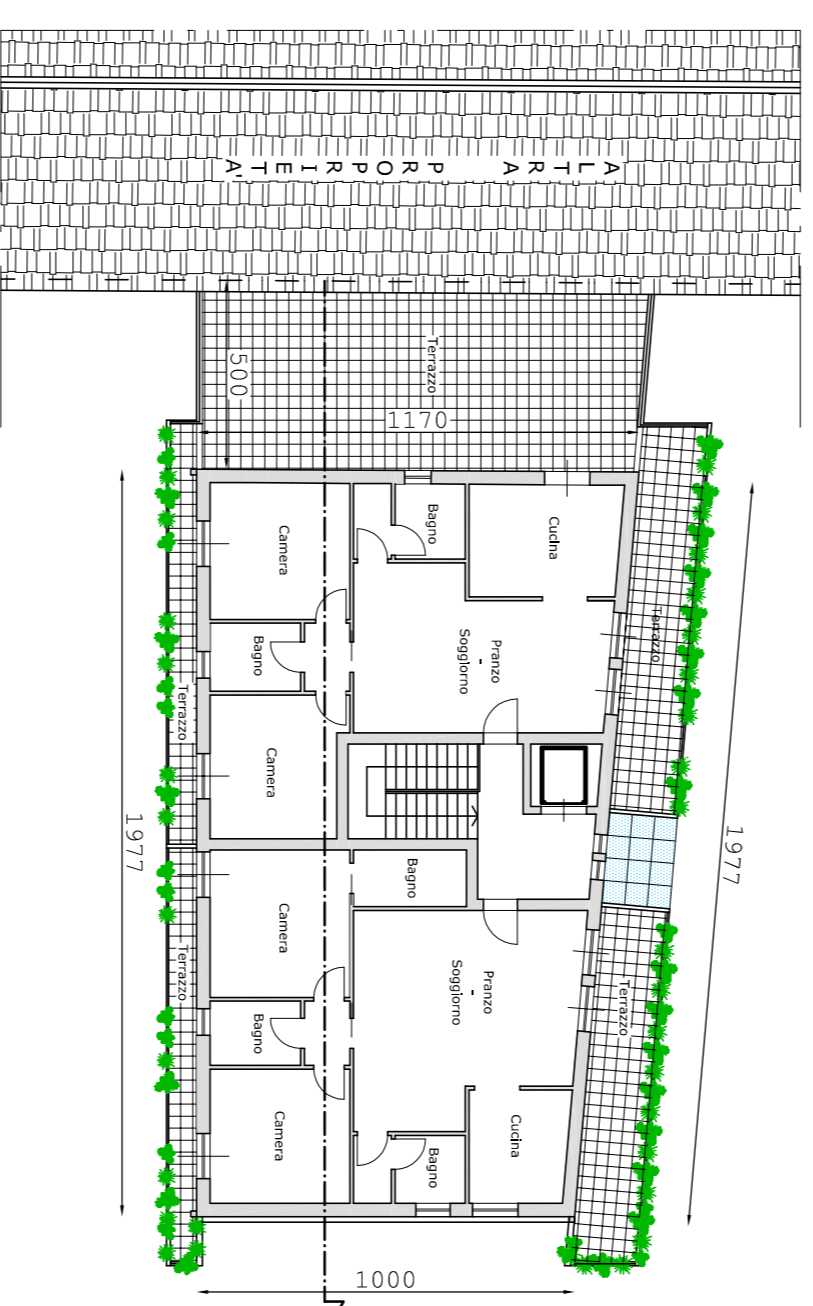 ALTRA PROPRIETA'
Terrazzo
500
1170
Camera
Bagno
Cucina
Terrazzo
Bagno
Pranzo
-
Soggiorno
Terrazzo
Camera
1977
1977
Camera
Bagno
Terrazzo
Pranzo
-
Soggiorno
Terrazzo
Bagno
Camera
Bagno
Cucina
1000